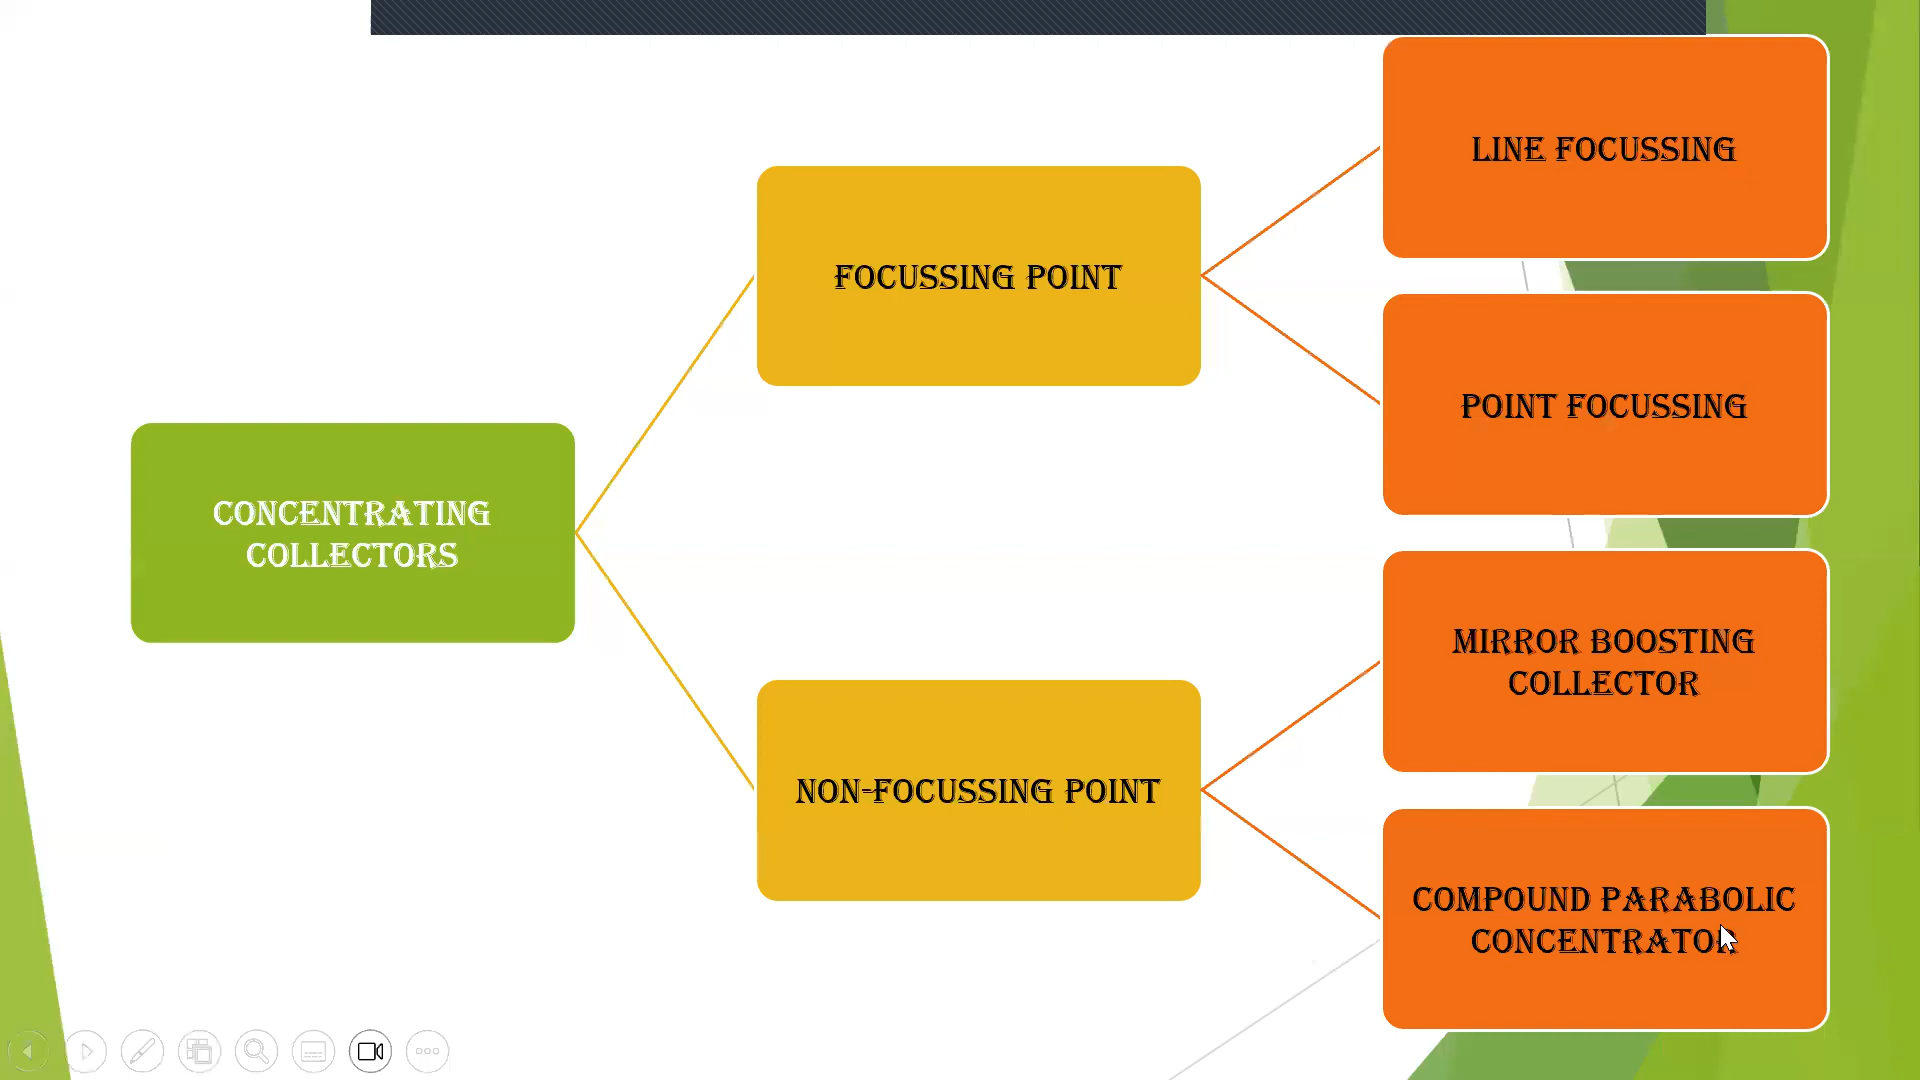 LINE FOCUSSING
FOCUSSING POINT
POINT FOCUSSING
CONCENTRATING
COLLECTORS
MIRROR BOOSTING
COLLECTOR
NON-FOCUSSING POINT
COMPOUND PARABOLIC
CONCENTRATOR